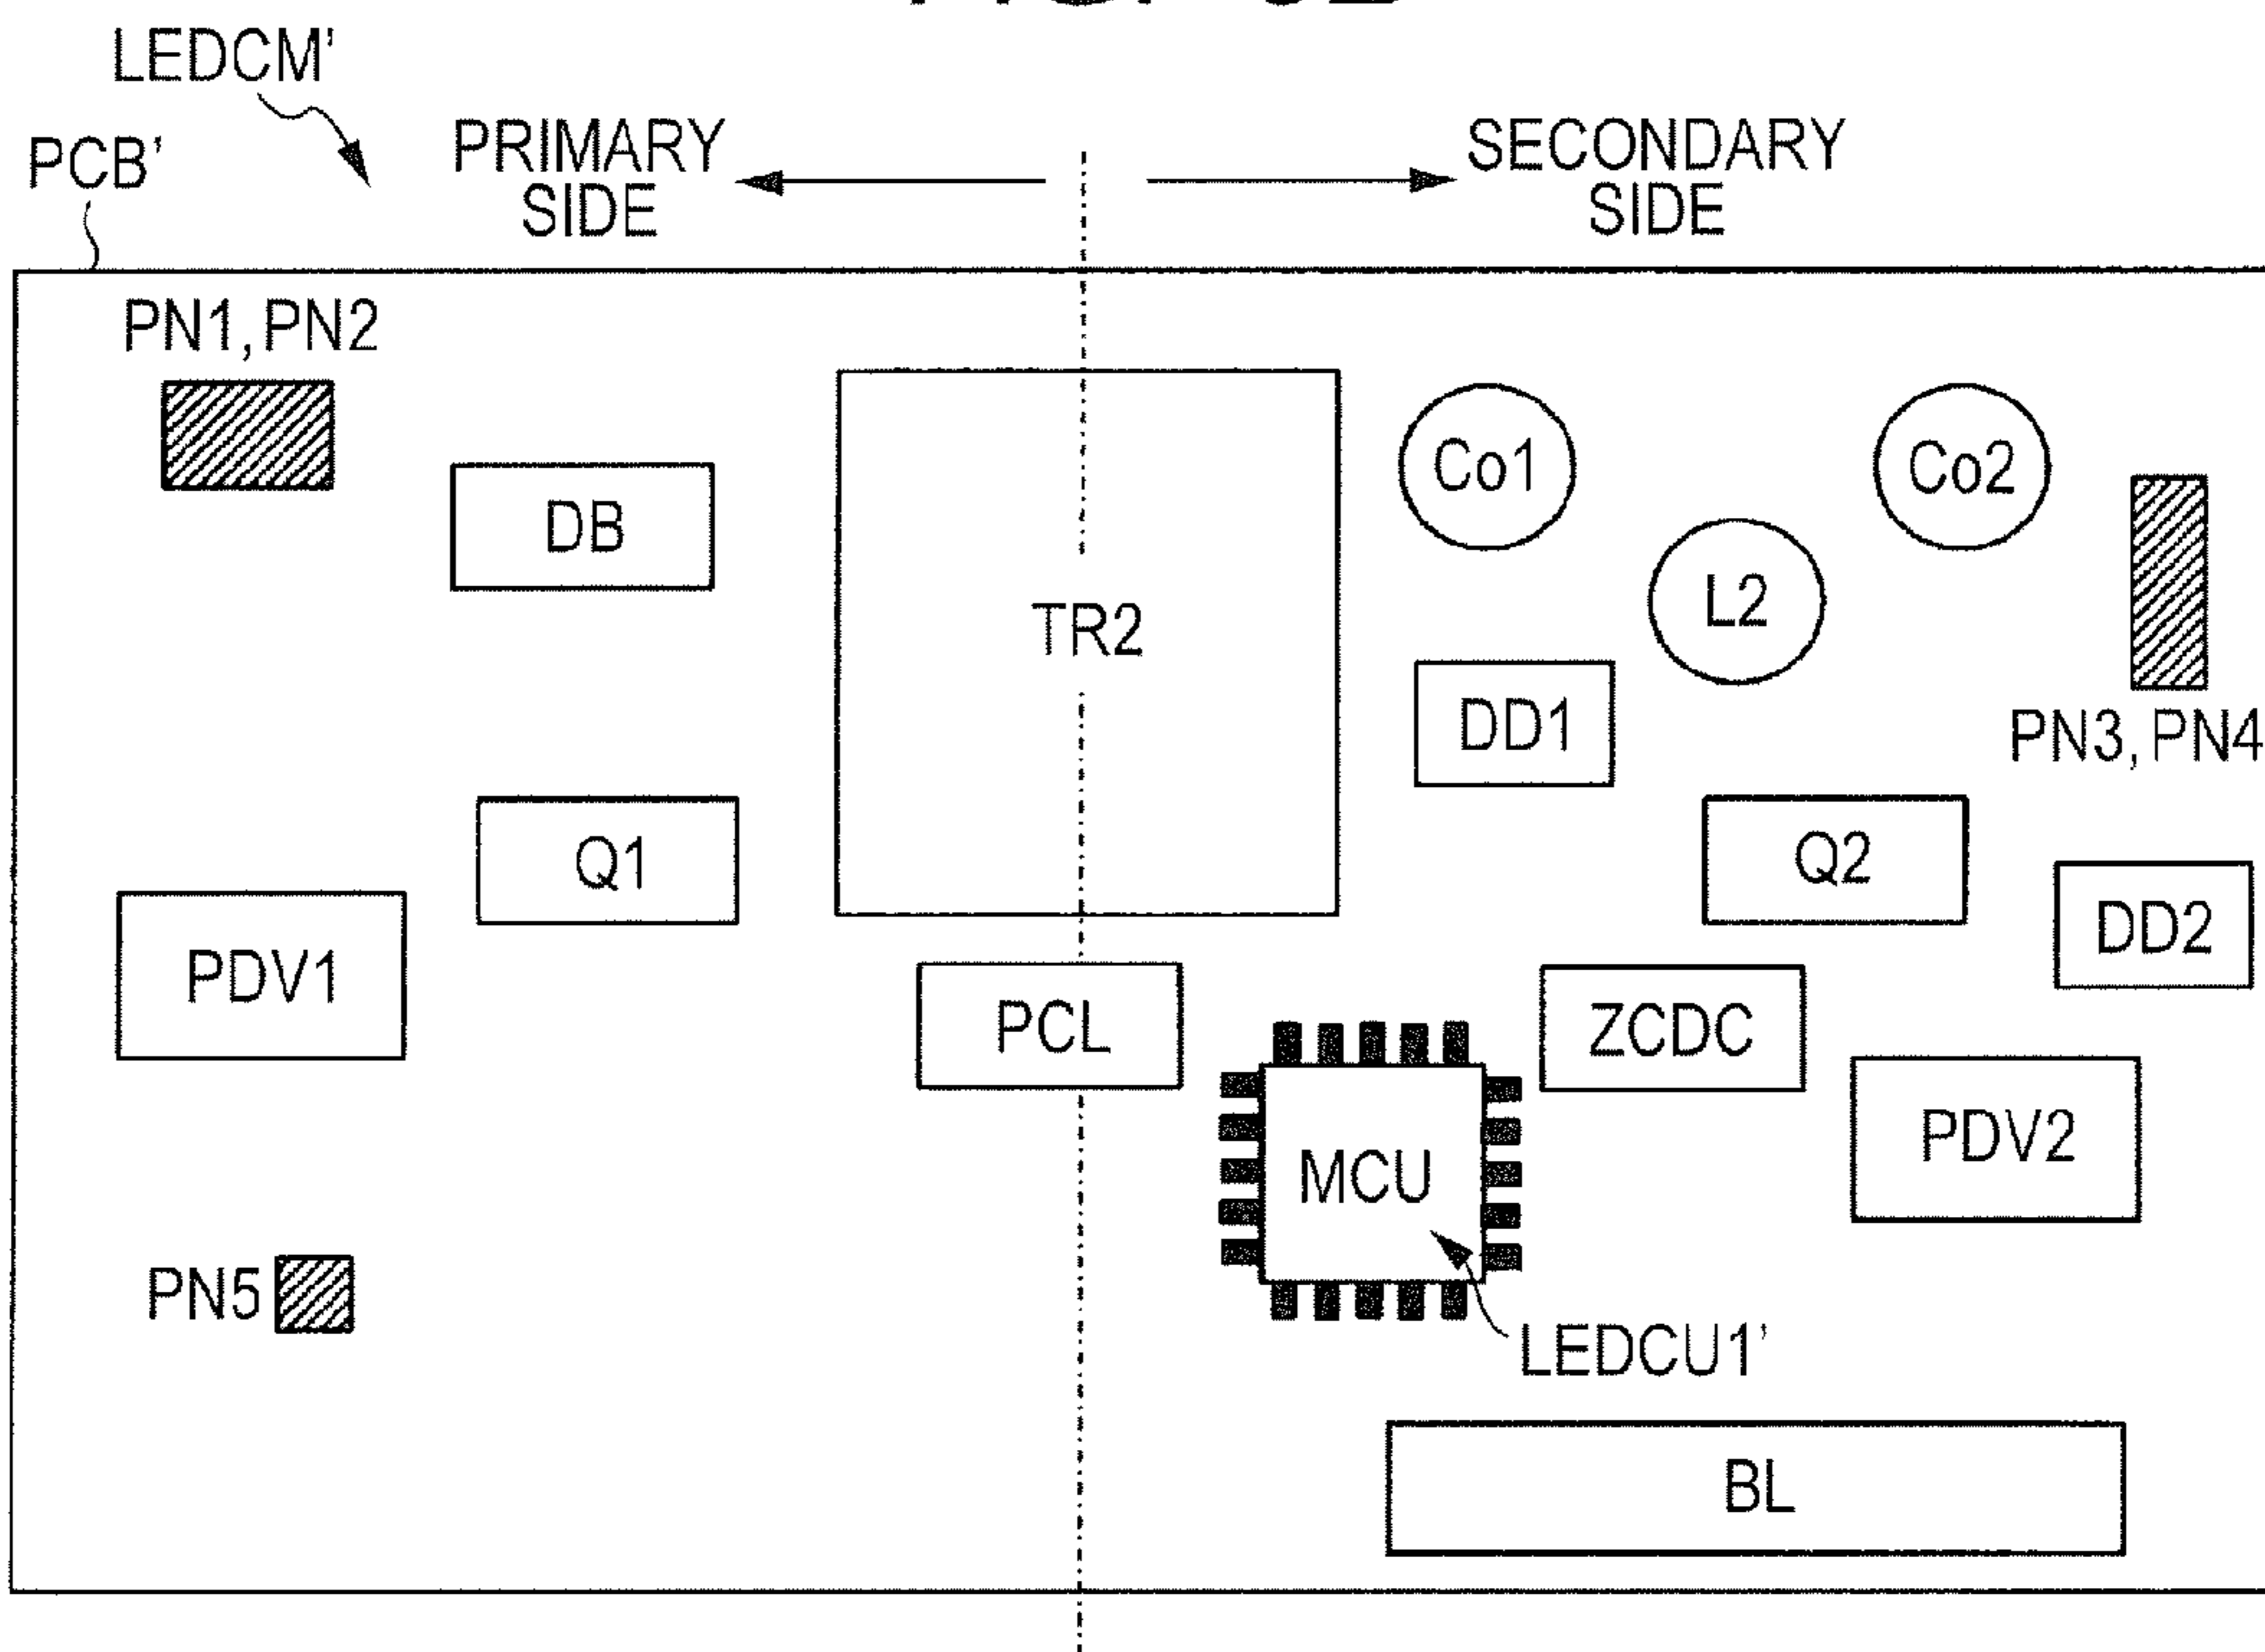 LEDCM'
PCB'
PRIMARY
SIDE
SECONDARY
SIDE
PN1, PN2
DB
TR2
Co1
Co2
L2
DD1
PN3, PN4
Q1
Q2
PDV1
DD2
PCL
ZCDC
MCU
PDV2
PN5
LEDCU1'
BL